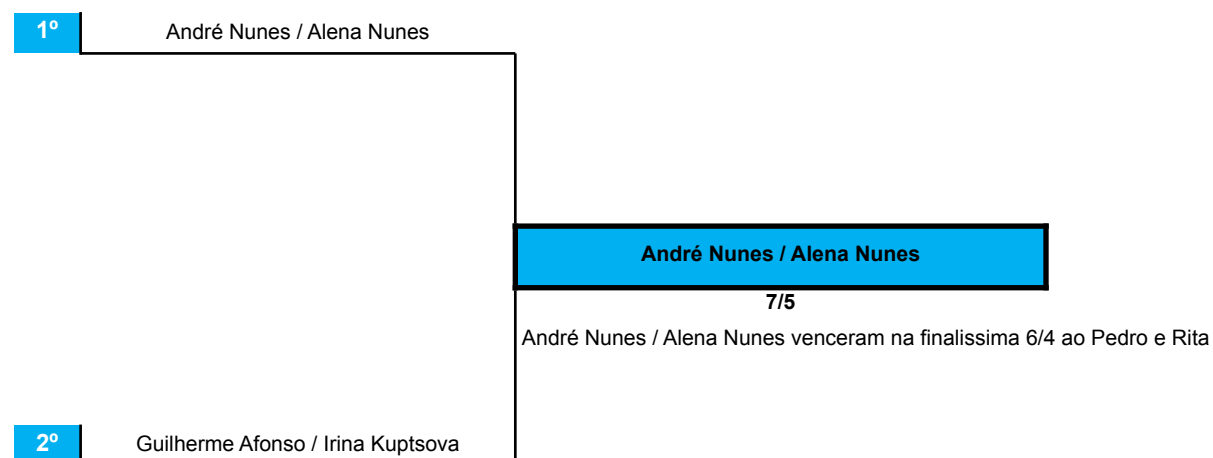 1º André Nunes / Alena Nunes
André Nunes / Alena Nunes
7/5
André Nunes / Alena Nunes venceram na finalissima 6/4 ao Pedro e Rita
2º Guilherme Afonso / Irina Kuptsova